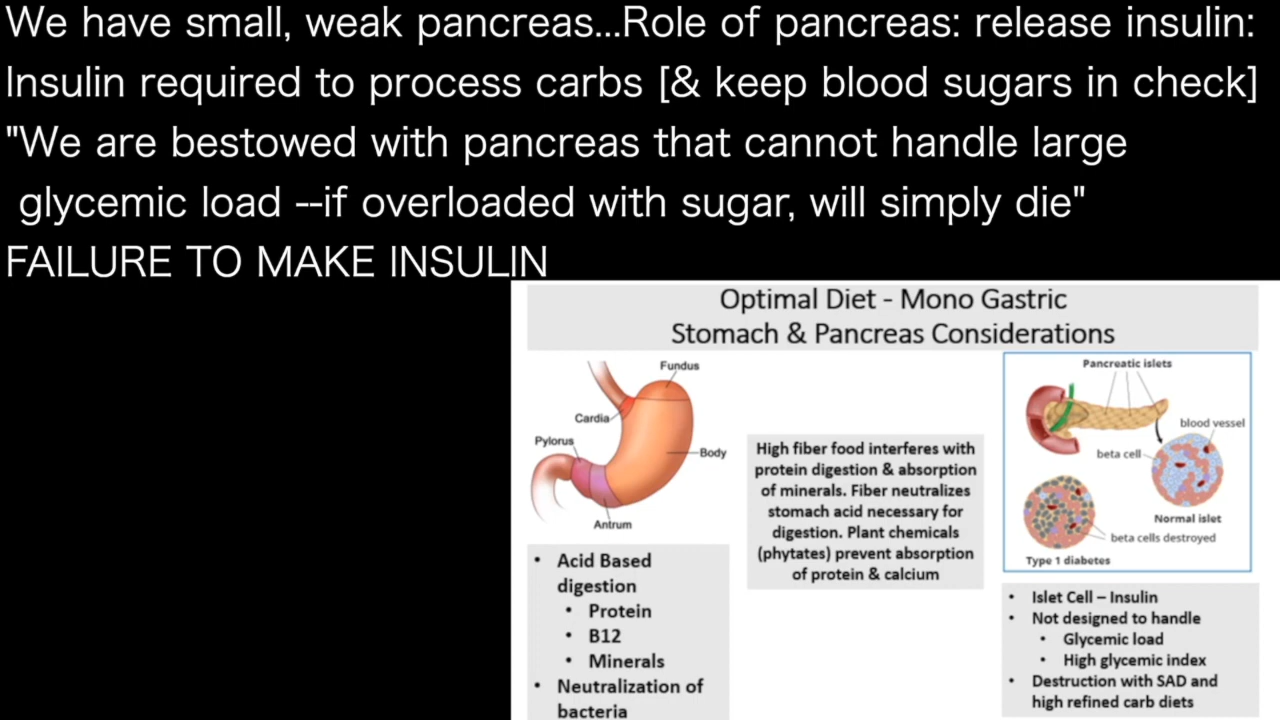 We have small, weak pancreas...Role of pancreas: release insulin:
Insulin required to process carbs [& keep blood sugars in check]
"We are bestowed with pancreas that cannot handle large
glycemic load --if overloaded with sugar, will simply die"
FAILURE TO MAKE INSULIN
Optimal Diet - Mono Gastric
Stomach & Pancreas Considerations
Fundus
Cardia
Pylorus
Body
Antrum
• Acid Based
digestion
• Protein
• B12
• Minerals
• Neutralization of
bacteria
High fiber food interferes with
protein digestion & absorption
of minerals. Fiber neutralizes
stomach acid necessary for
digestion. Plant chemicals
(phytates) prevent absorption
of protein & calcium
Pancreatic islets
blood vessel
beta cell
Normal islet
beta cells destroyed
Type 1 diabetes
• Islet Cell – Insulin
• Not designed to handle
• Glycemic load
• High glycemic index
• Destruction with SAD and
high refined carb diets